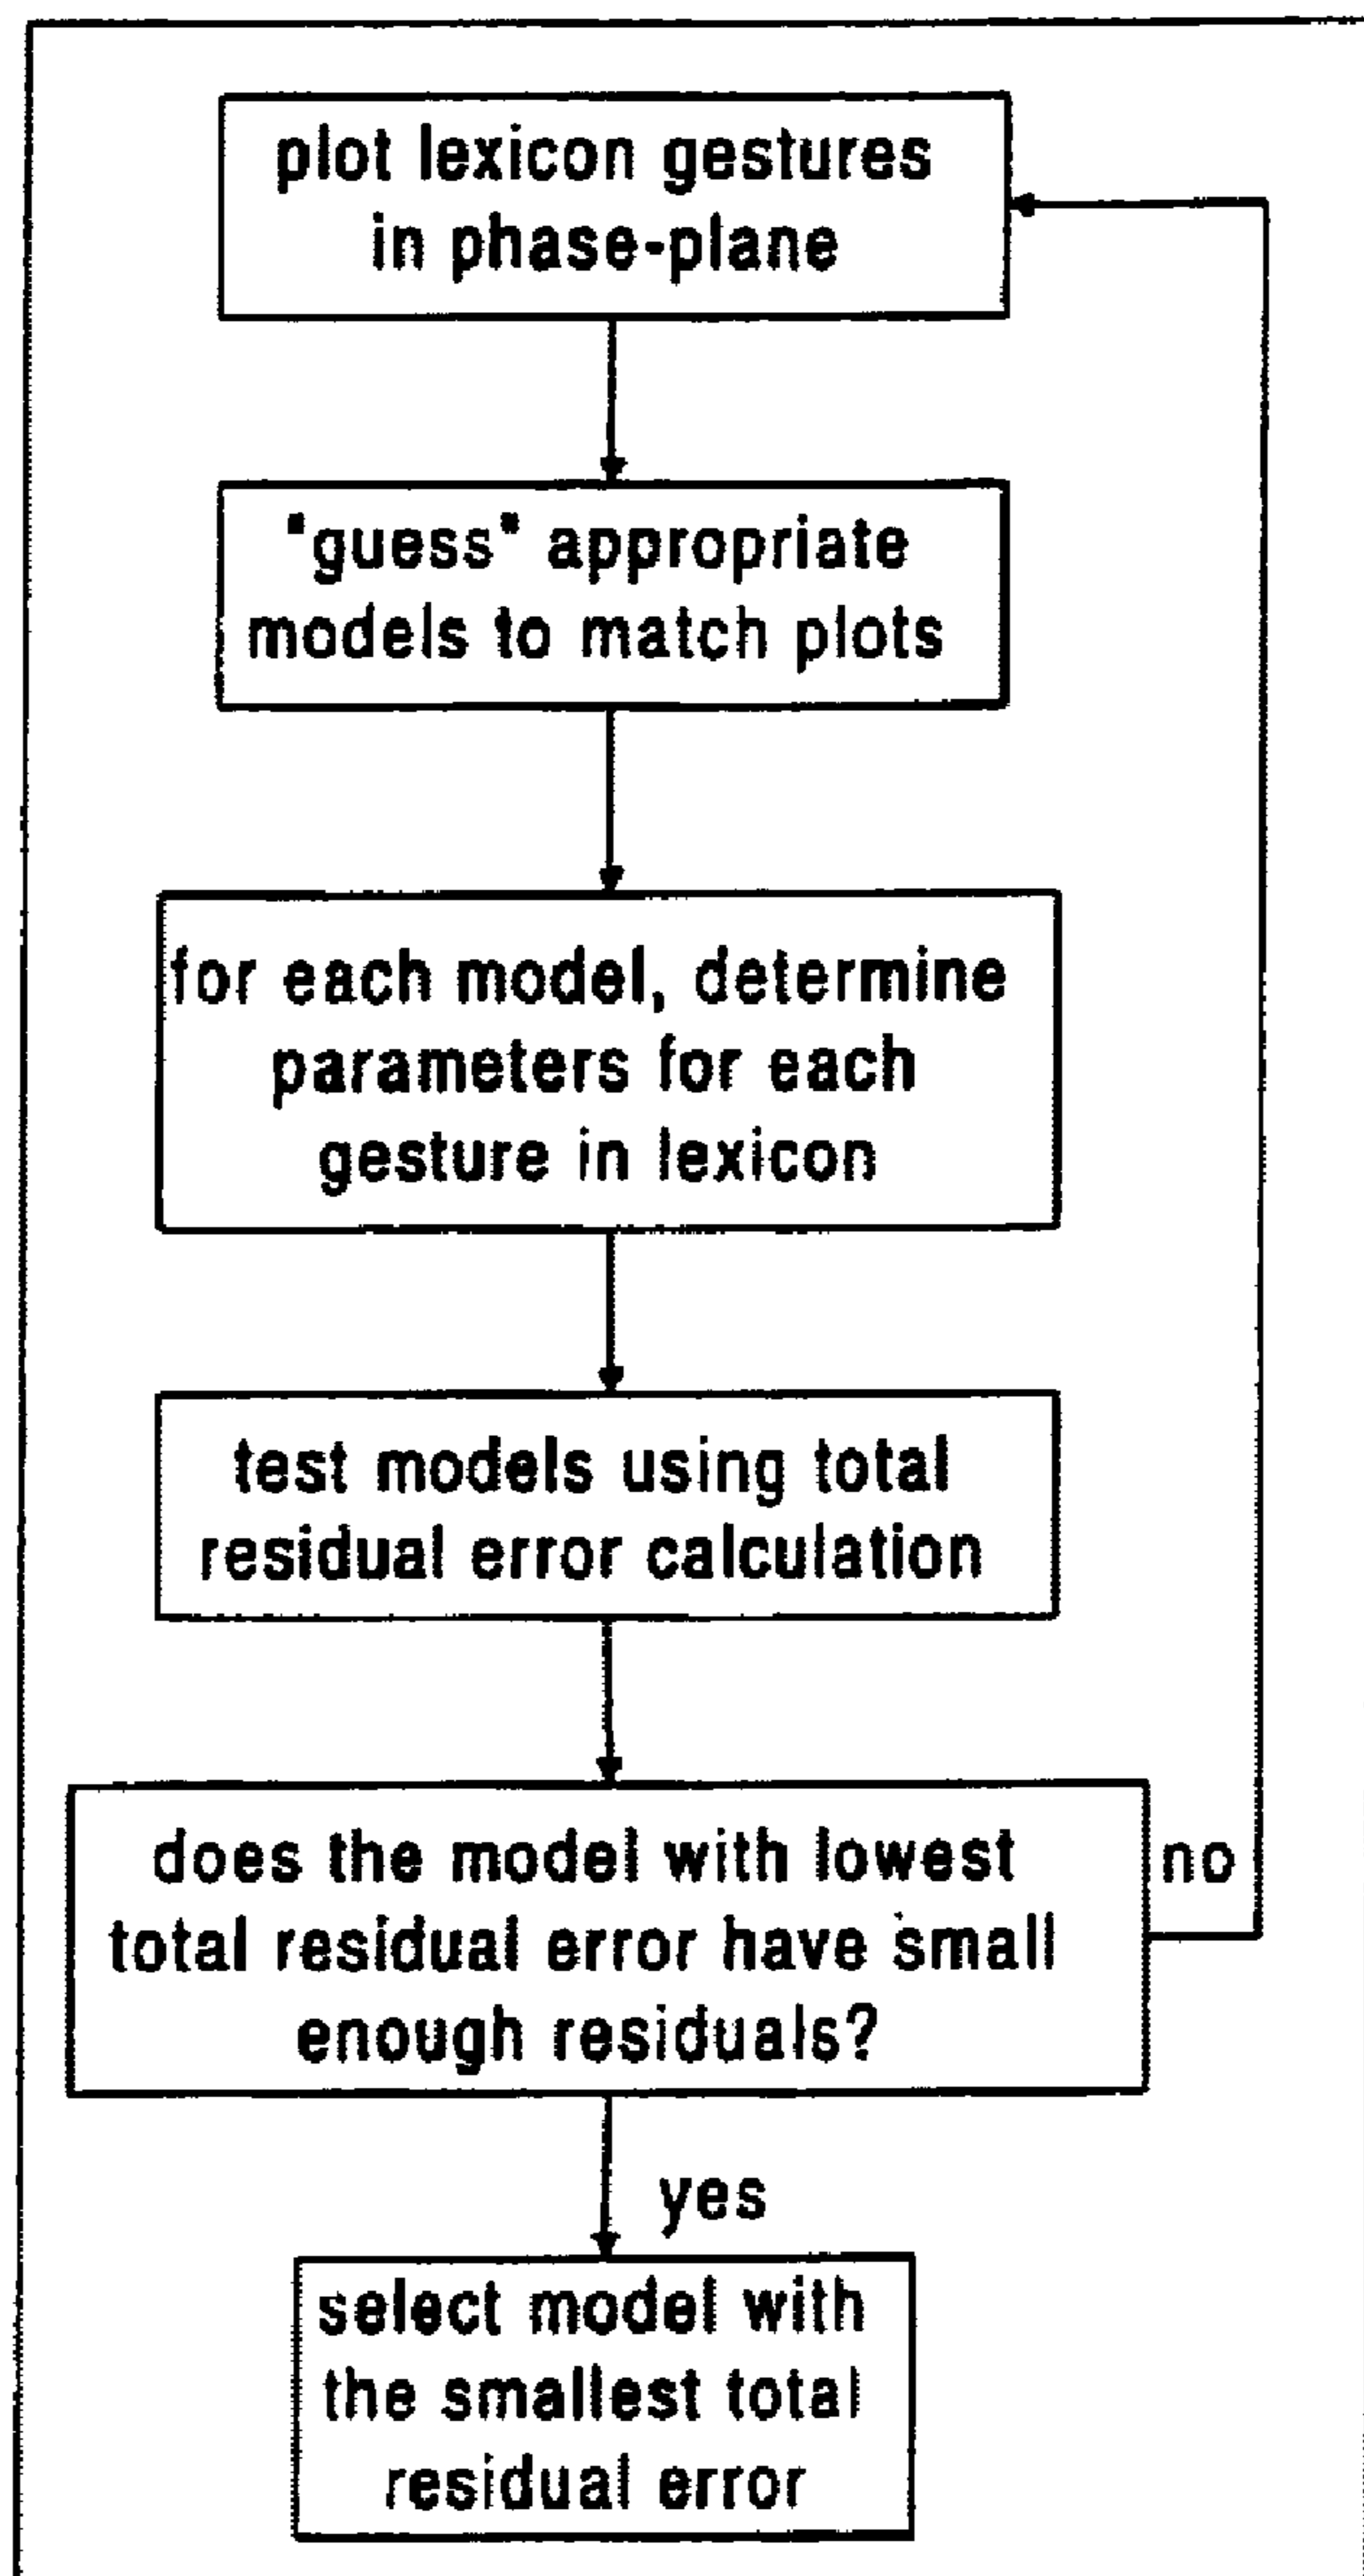 plot lexicon gestures
in phase-plane
"guess" appropriate
models to match plots
for each model, determine
parameters for each
gesture in lexicon
test models using total
residual error calculation
does the model with lowest
total residual error have small
enough residuals?
no
yes
select model with
the smallest total
residual error